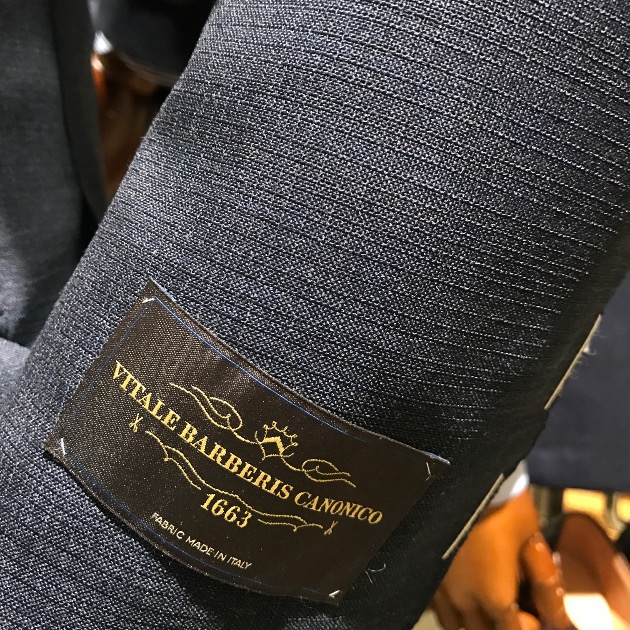 VITALE BARBERIS CANONICO
1663
FABRIC MADE IN ITALY